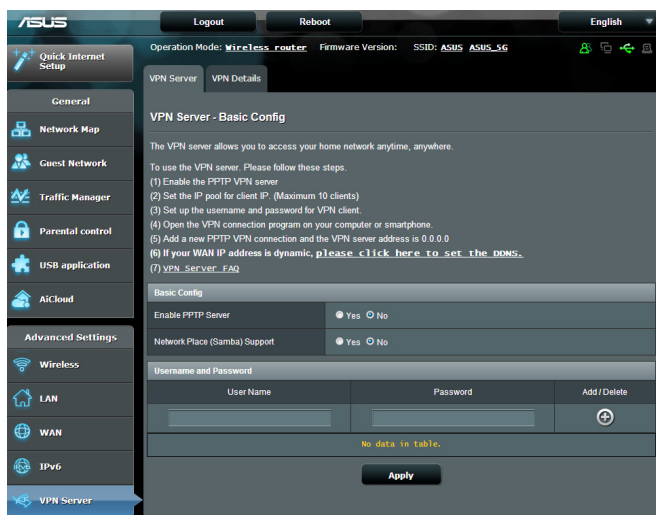 ASUS
Logout
Reboot
English
Quick Internet
Setup
Operation Mode: Wireless router Firmware Version: SSID: ASUS ASUS_5G
VPN Server
VPN Details
General
Network Map
Guest Network
Traffic Manager
Parental control
USB application
AiCloud
Advanced Settings
Wireless
LAN
WAN
IPv6
VPN Server
VPN Server - Basic Config
The VPN server allows you to access your home network anytime, anywhere.
To use the VPN server. Please follow these steps.
(1) Enable the PPTP VPN server
(2) Set the IP pool for client IP. (Maximum 10 clients)
(3) Set up the username and password for VPN client.
(4) Open the VPN connection program on your computer or smartphone.
(5) Add a new PPTP VPN connection and the VPN server address is 0.0.0.0
(6) If your WAN IP address is dynamic, please click here to set the DDNS.
(7) VPN Server FAQ
Basic Config
Enable PPTP Server Yes No
Network Place (Samba) Support Yes No
Username and Password
User Name Password Add / Delete
No data in table.
Apply